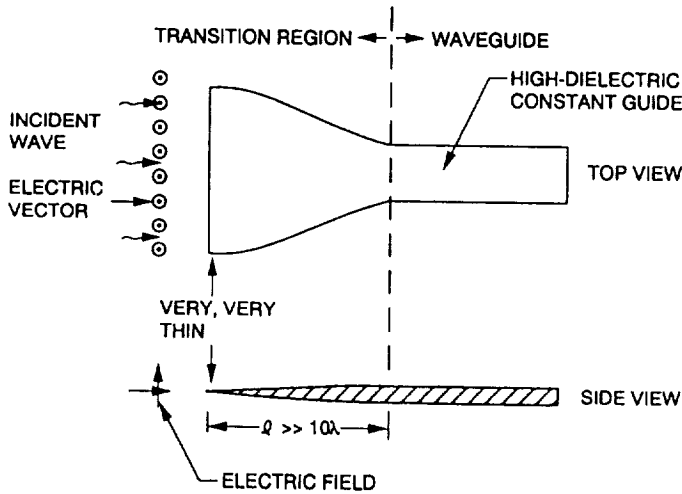 TRANSITION REGION
WAVEGUIDE
HIGH-DIELECTRIC
CONSTANT GUIDE
INCIDENT
WAVE
TOP VIEW
ELECTRIC
VECTOR
VERY, VERY
THIN
SIDE VIEW
ℓ >> 10λ
ELECTRIC FIELD